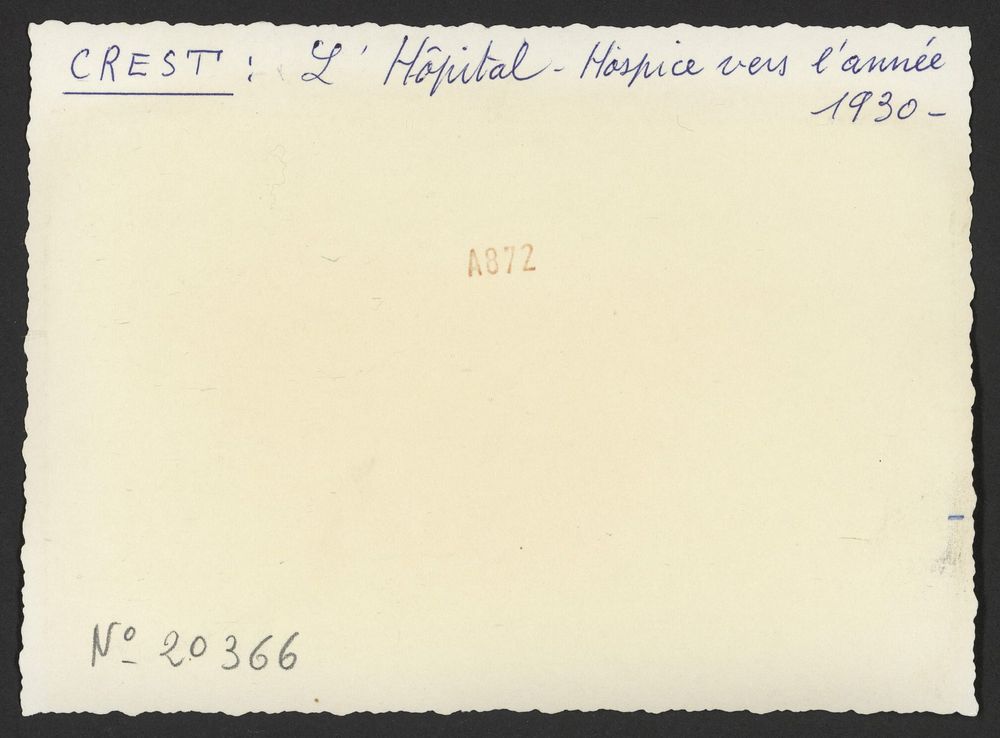 CREST : L' Hôpital - Hospice vers l'année
1930 -
A872
N° 20366